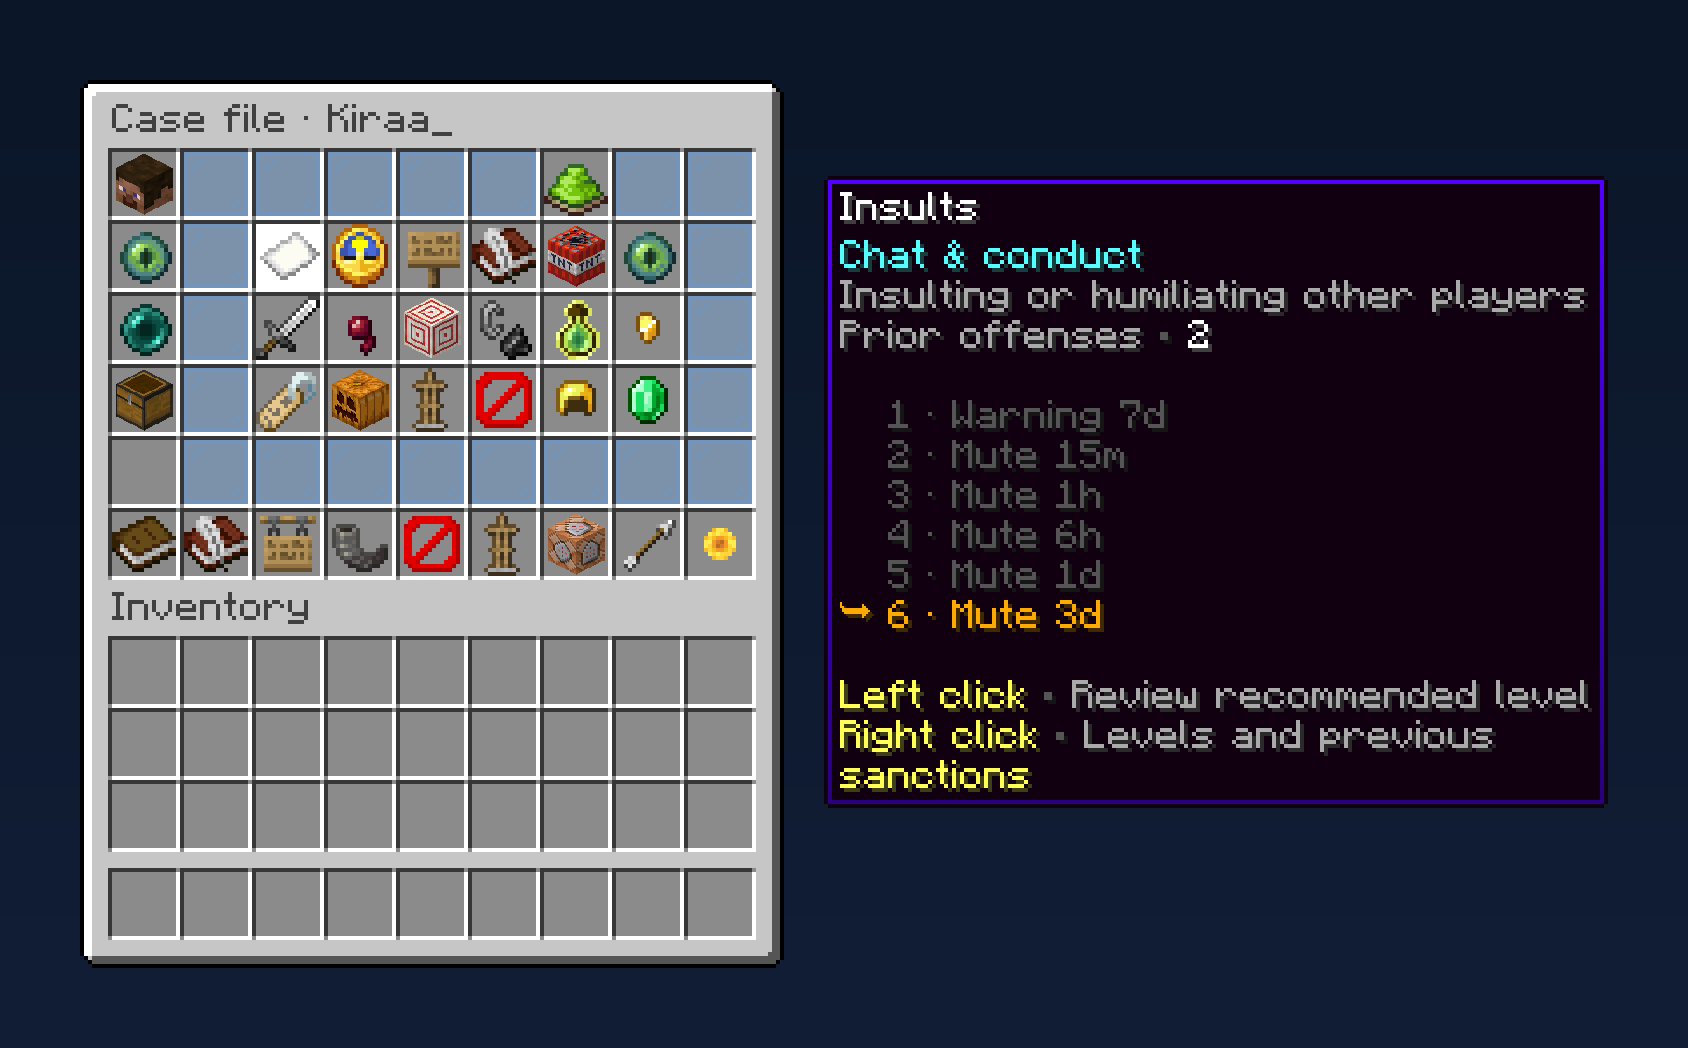 Case file · Kiraa_
Inventory
Insults
Chat & conduct
Insulting or humiliating other players
Prior offenses · 2
1 · Warning 7d
2 · Mute 15m
3 · Mute 1h
4 · Mute 6h
5 · Mute 1d
6 · Mute 3d
Left click · Review recommended level
Right click · Levels and previous
sanctions
TNT TNT